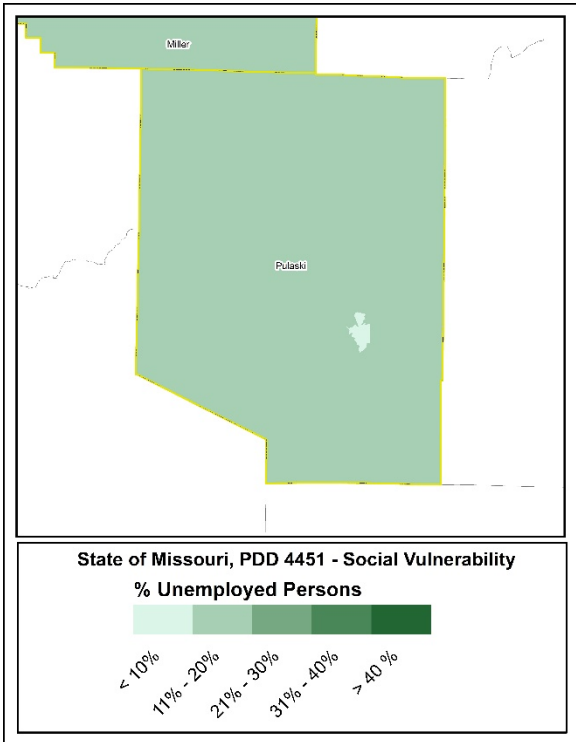 Miller
Pulaski
State of Missouri, PDD 4451 - Social Vulnerability
% Unemployed Persons
< 10%
11% - 20%
21% - 30%
31% - 40%
> 40 %